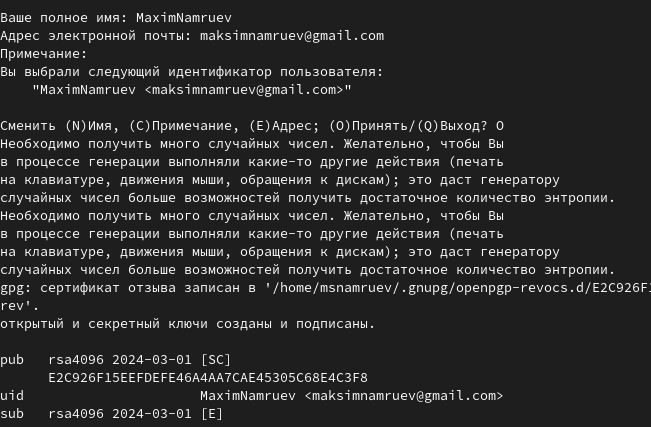 Ваше полное имя: MaximNamruev
Адрес электронной почты: maksimnamruev@gmail.com
Примечание:
Вы выбрали следующий идентификатор пользователя:
    "MaximNamruev <maksimnamruev@gmail.com>"

Сменить (N)Имя, (C)Примечание, (E)Адрес; (O)Принять/(Q)Выход? O
Необходимо получить много случайных чисел. Желательно, чтобы Вы
в процессе генерации выполняли какие-то другие действия (печать
на клавиатуре, движения мыши, обращения к дискам); это даст генератору
случайных чисел больше возможностей получить достаточное количество энтропии.
Необходимо получить много случайных чисел. Желательно, чтобы Вы
в процессе генерации выполняли какие-то другие действия (печать
на клавиатуре, движения мыши, обращения к дискам); это даст генератору
случайных чисел больше возможностей получить достаточное количество энтропии.
gpg: сертификат отзыва записан в '/home/msnamruev/.gnupg/openpgp-revocs.d/E2C926F1
rev'.
открытый и секретный ключи созданы и подписаны.

pub   rsa4096 2024-03-01 [SC]
      E2C926F15EEFDEFE46A4AA7CAE45305C68E4C3F8
uid                      MaximNamruev <maksimnamruev@gmail.com>
sub   rsa4096 2024-03-01 [E]